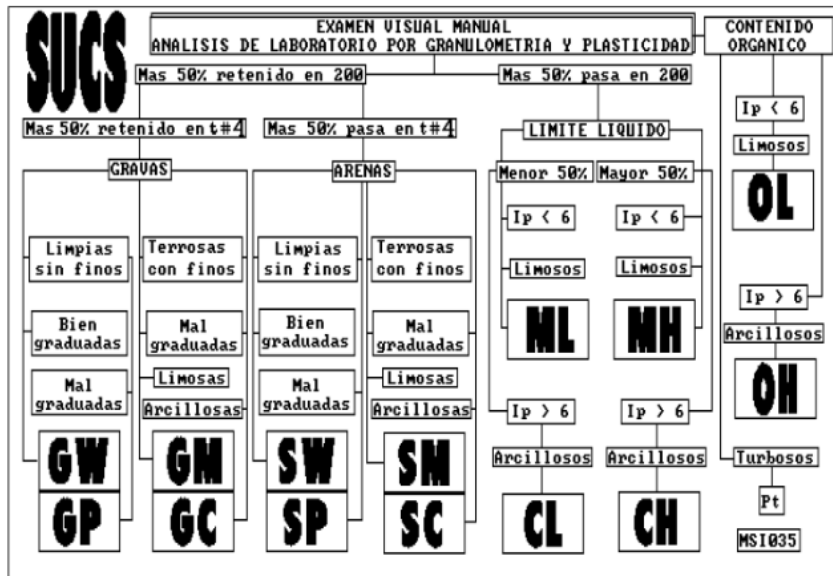 SUCS
EXAMEN VISUAL MANUAL
ANALISIS DE LABORATORIO POR GRANULOMETRIA Y PLASTICIDAD
CONTENIDO
ORGANICO
Mas 50% retenido en 200
Mas 50% pasa en 200
Mas 50% retenido en t#4
Mas 50% pasa en t#4
GRAVAS
ARENAS
LIMITE LIQUIDO
Menor 50%
Mayor 50%
Limpias
sin finos
Terrosas
con finos
Limpias
sin finos
Terrosas
con finos
Bien
graduadas
Mal
graduadas
Bien
graduadas
Mal
graduadas
Mal
graduadas
Limosas
Arcillosas
Mal
graduadas
Limosas
Arcillosas
GW
GP
GM
GC
SW
SP
SM
SC
Ip < 6
Limosos
ML
Ip < 6
Limosos
MH
Ip > 6
Arcillosos
CL
Ip > 6
Arcillosos
CH
Ip < 6
Limosos
OL
Ip > 6
Arcillosos
OH
Turbosos
Pt
MSI035